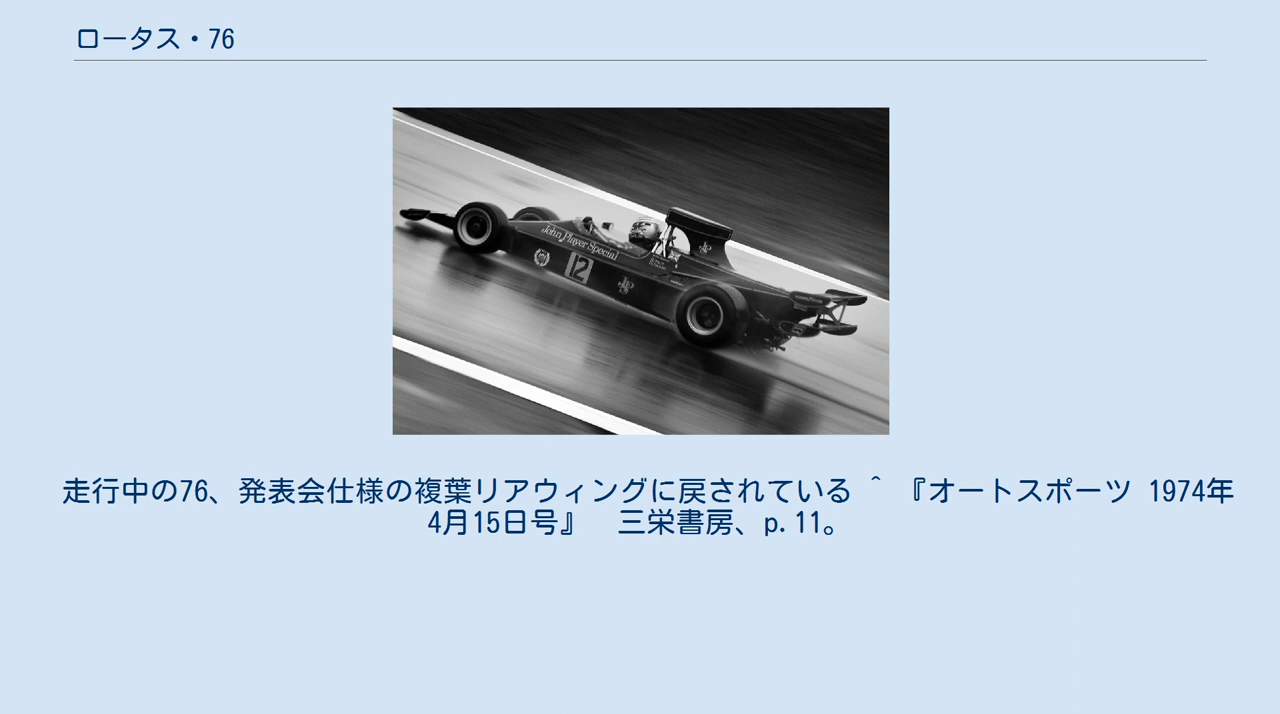 ロータス・76
John Player Special
12
JPS
JPS
走行中の76、発表会仕様の複葉リアウィングに戻されている ^ 『オートスポーツ 1974年
4月15日号』　三栄書房、p.11。